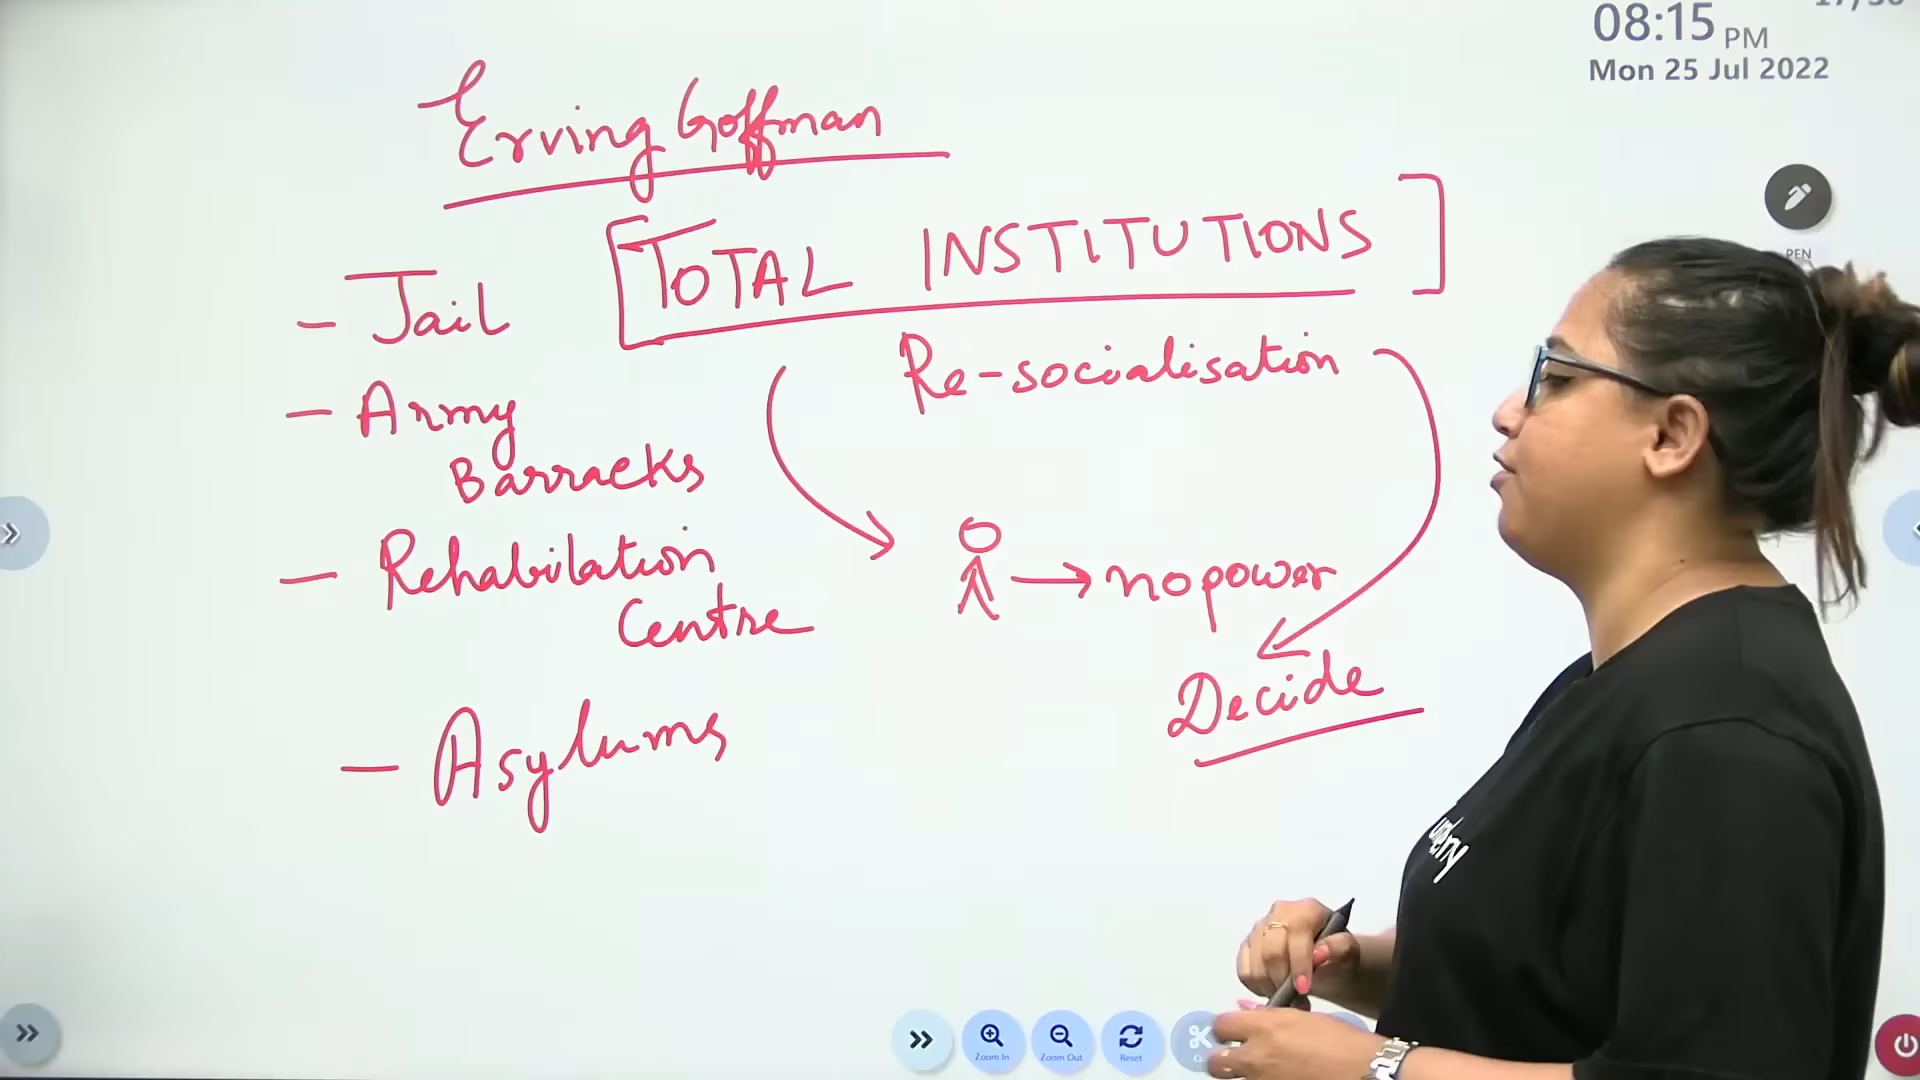 08:15 PM
Mon 25 Jul 2022
Erving Goffman
[TOTAL INSTITUTIONS]
PEN
- Jail
Re-socialisation
- Army
Barracks
- Rehabilation
Centre
→ no power
Decide
- Asylums
Zoom In
Zoom Out
Reset